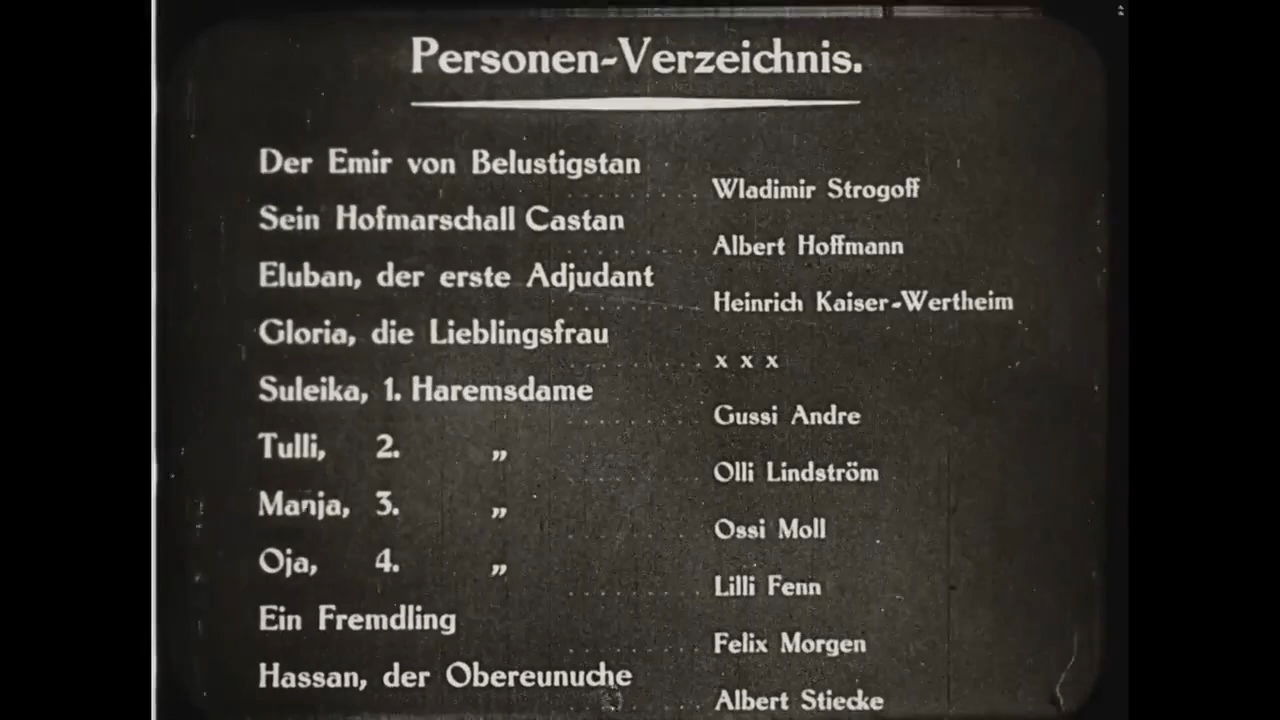 Personen-Verzeichnis.
Der Emir von Belustigstan . . . . . . . Wladimir Strogoff
Sein Hofmarschall Castan . . . . . . . Albert Hoffmann
Eluban, der erste Adjudant . . . . . . . Heinrich Kaiser-Wertheim
Gloria, die Lieblingsfrau . . . . . . . x x x
Suleika, 1. Haremsdame . . . . . . . Gussi Andre
Tulli, 2. „ . . . . . . . Olli Lindström
Manja, 3. „ . . . . . . . Ossi Moll
Oja, 4. „ . . . . . . . Lilli Fenn
Ein Fremdling . . . . . . . Felix Morgen
Hassan, der Obereunuche . . . . . . . Albert Stiecke